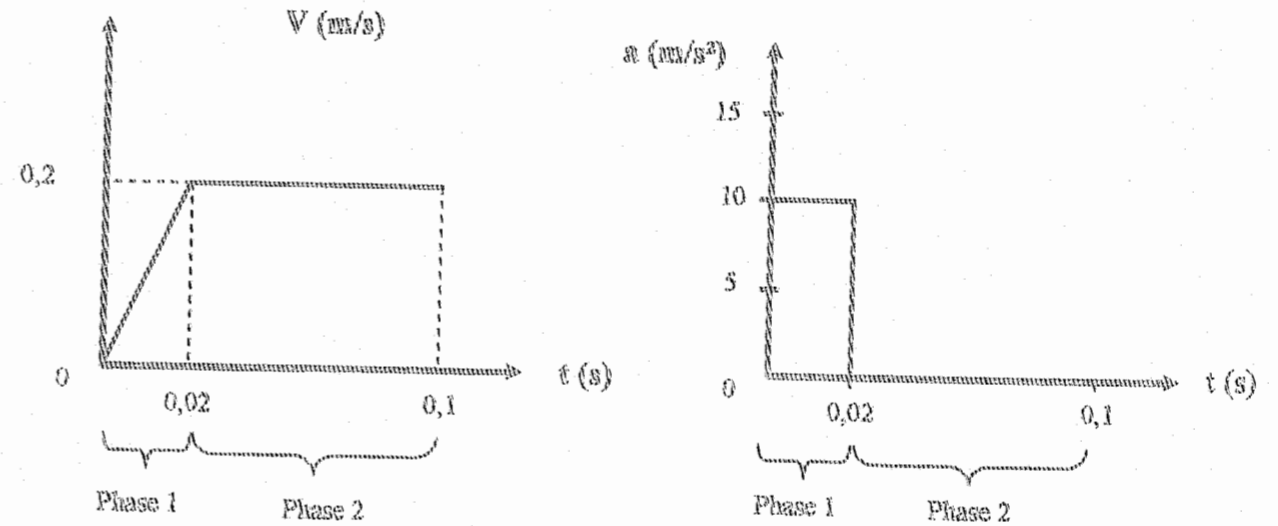 V (m/s)
0,2
0
0,02
0,1
t (s)
Phase 1
Phase 2
a (m/s²)
15
10
5
0
0,02
0,1
t (s)
Phase 1
Phase 2